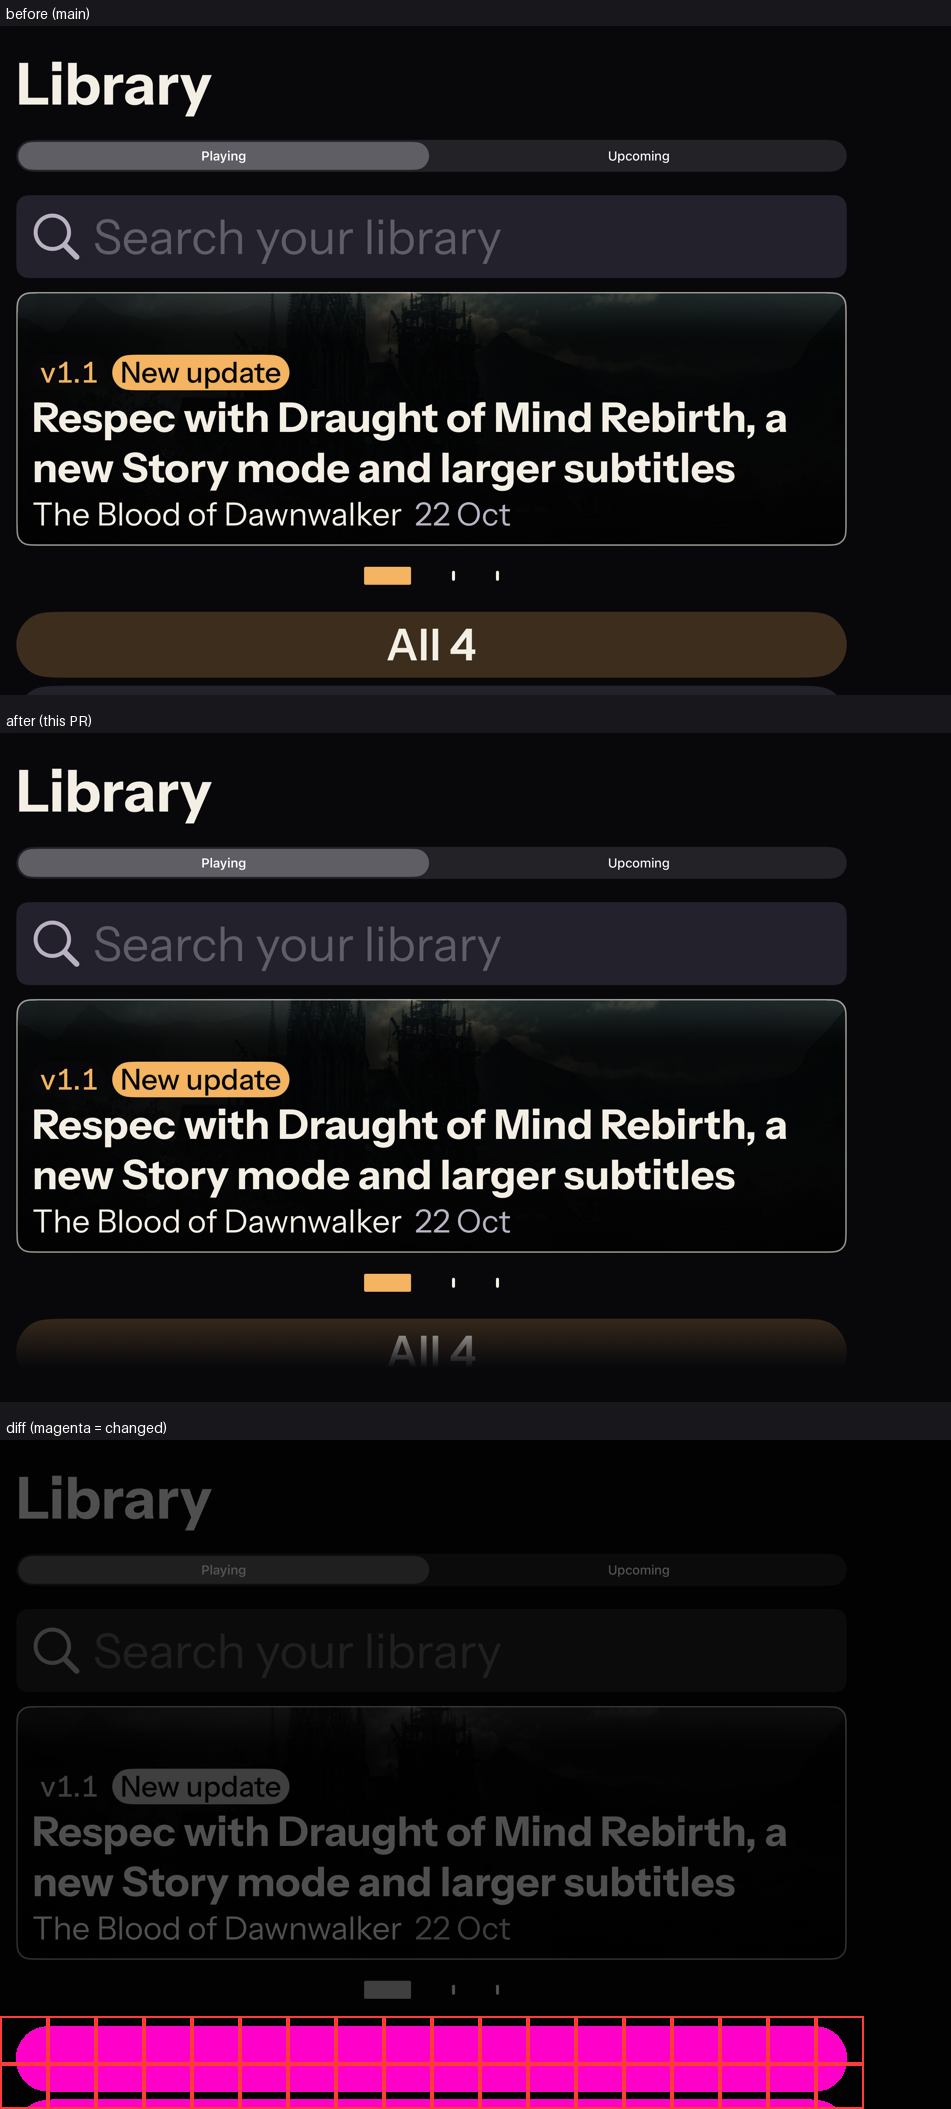 before (main)
Library
Playing
Upcoming
Search your library
v1.1 New update
Respec with Draught of Mind Rebirth, a
new Story mode and larger subtitles
The Blood of Dawnwalker 22 Oct
All 4
after (this PR)
Library
Playing
Upcoming
Search your library
v1.1 New update
Respec with Draught of Mind Rebirth, a
new Story mode and larger subtitles
The Blood of Dawnwalker 22 Oct
All 4
diff (magenta = changed)
Library
Playing
Upcoming
Search your library
v1.1 New update
Respec with Draught of Mind Rebirth, a
new Story mode and larger subtitles
The Blood of Dawnwalker 22 Oct